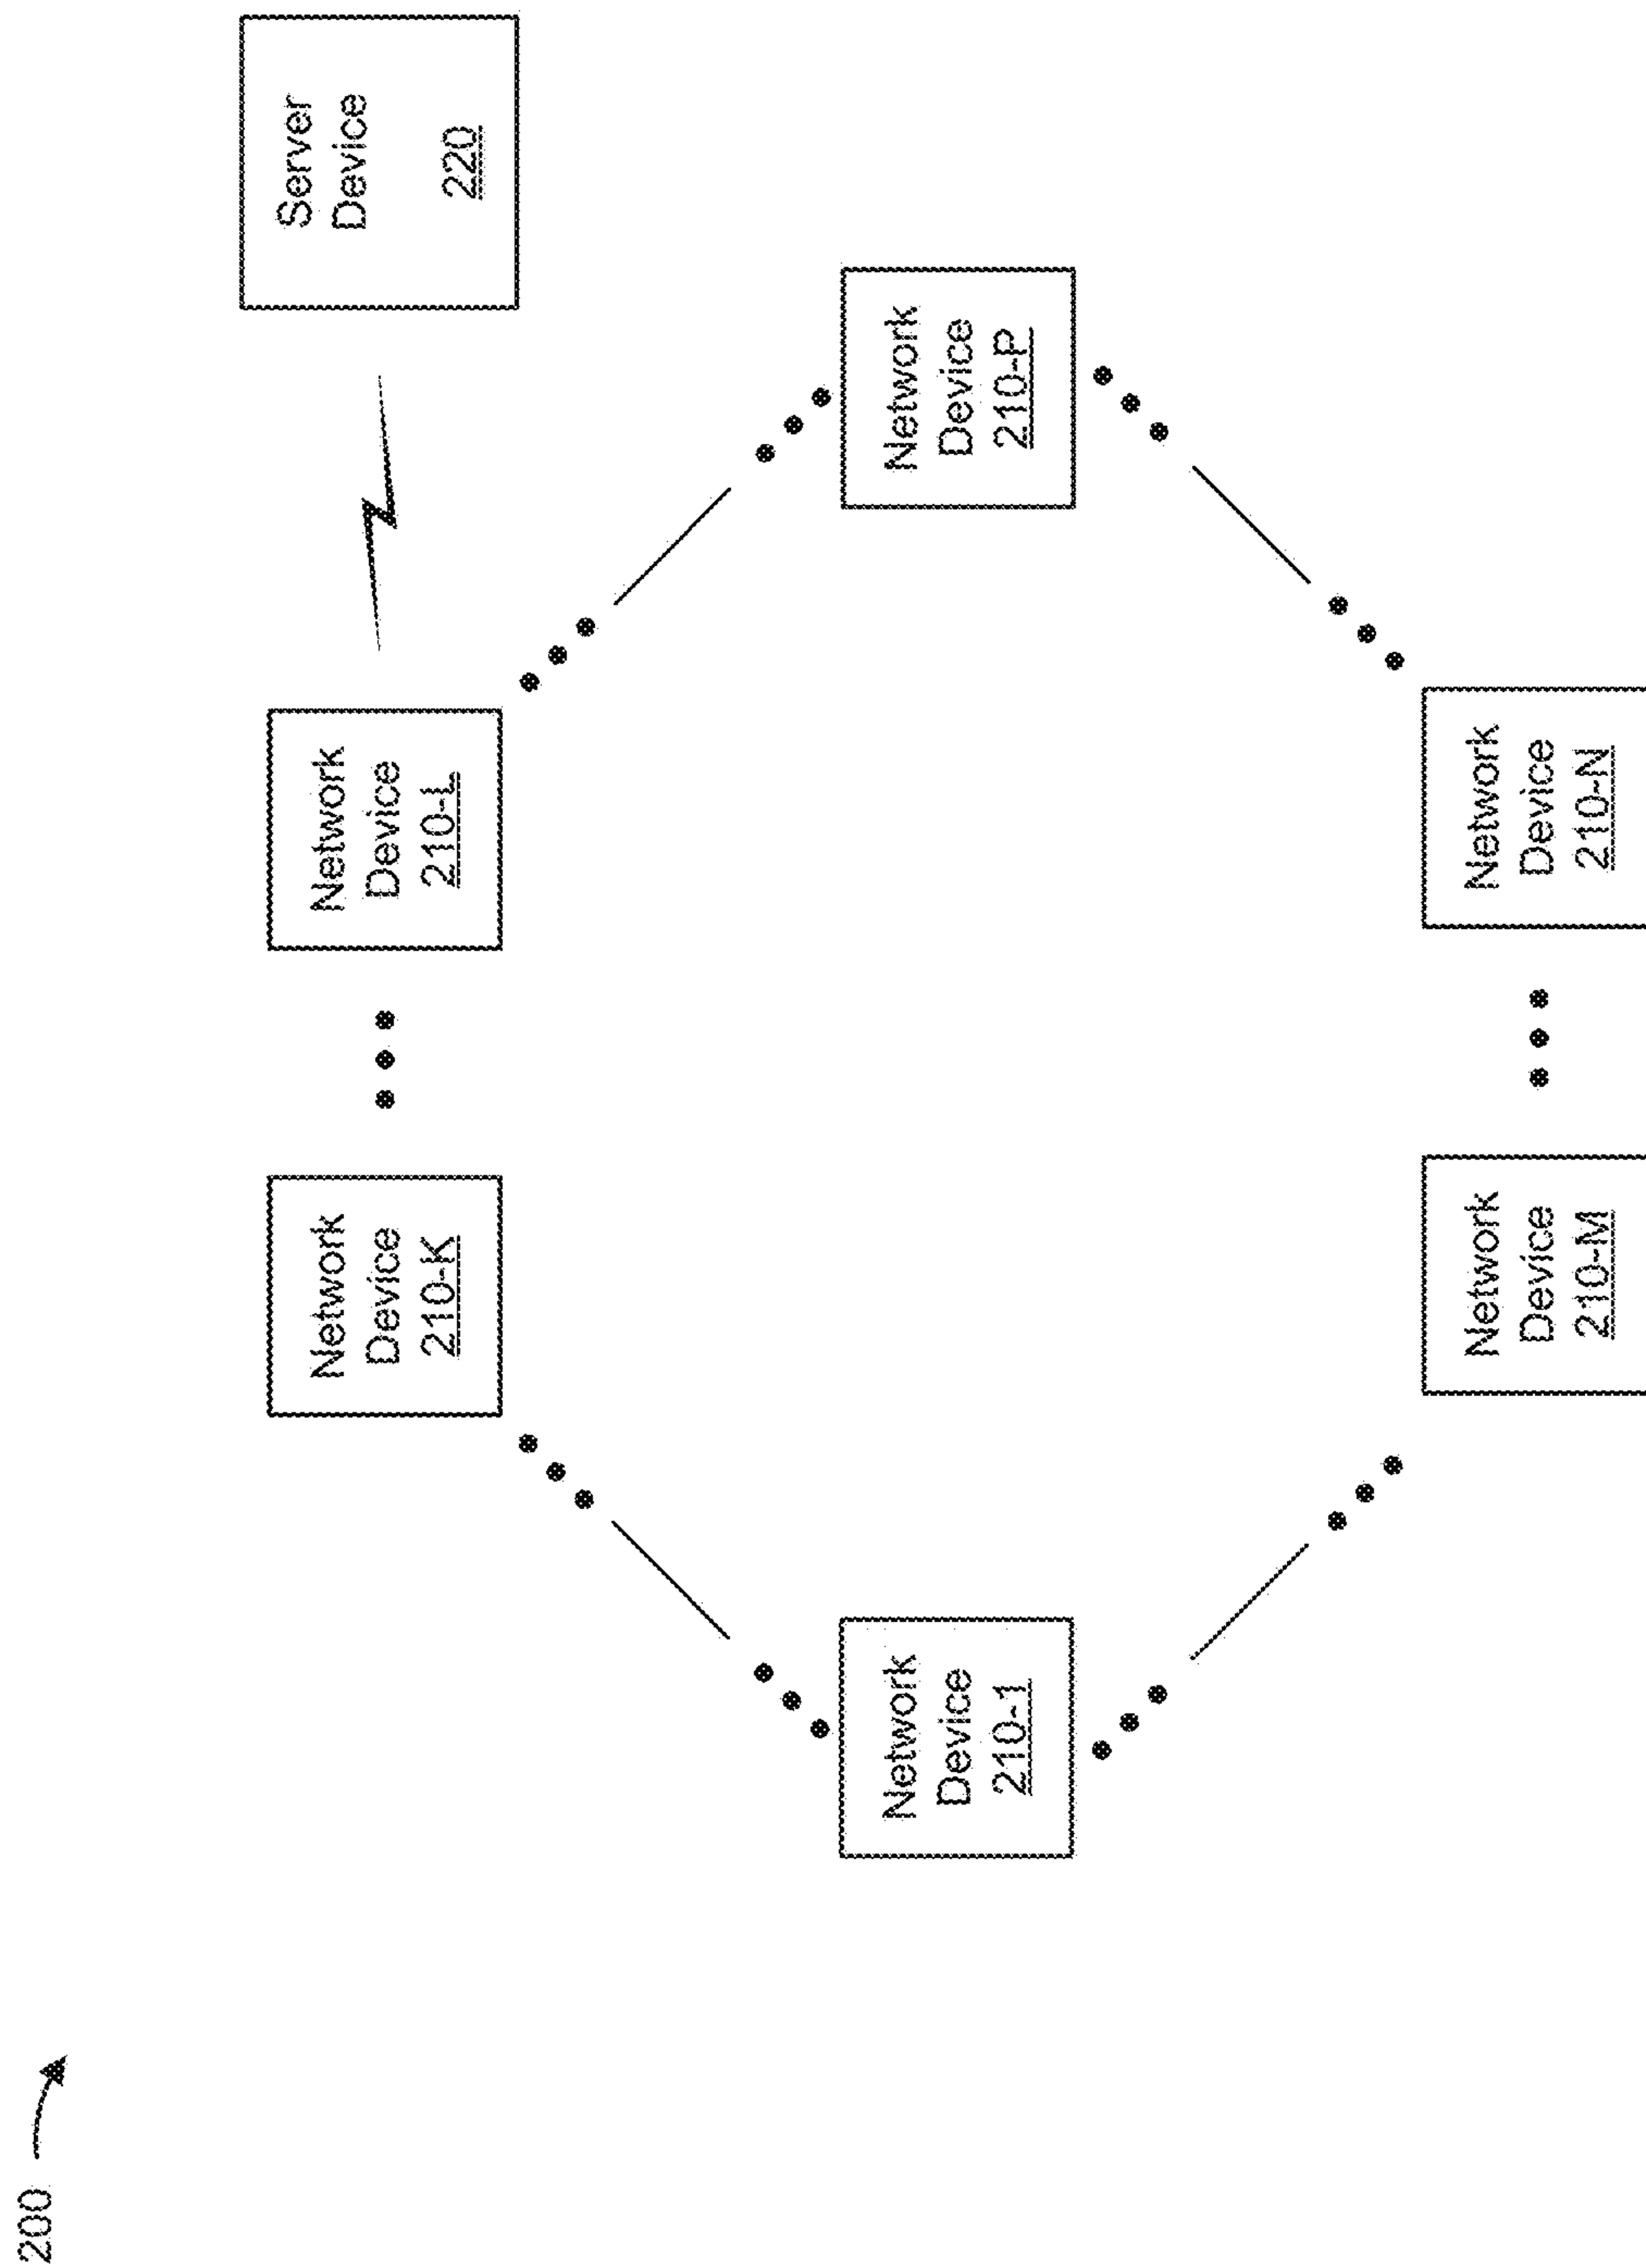 200
Network
Device
210-K
Network
Device
210-L
Server
Device
220
Network
Device
210-1
Network
Device
210-P
Network
Device
210-M
Network
Device
210-N